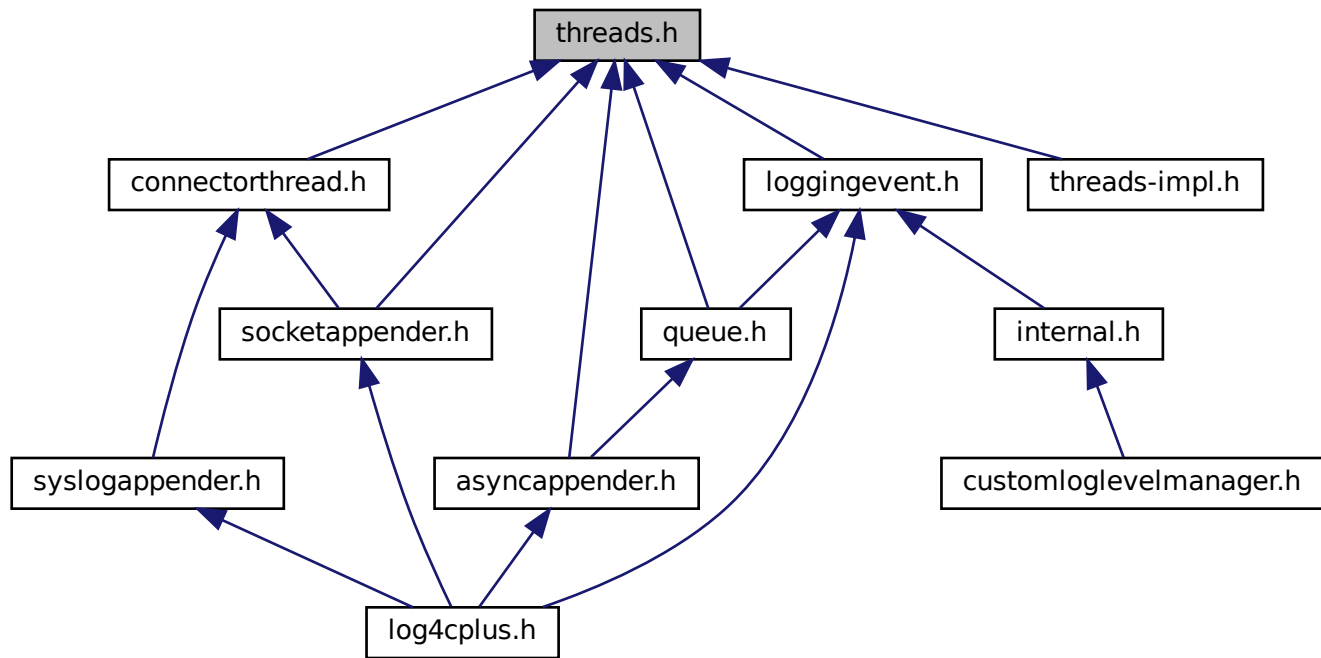 threads.h
connectorthread.h
loggingevent.h
threads-impl.h
socketappender.h
queue.h
internal.h
syslogappender.h
asyncappender.h
customloglevelmanager.h
log4cplus.h